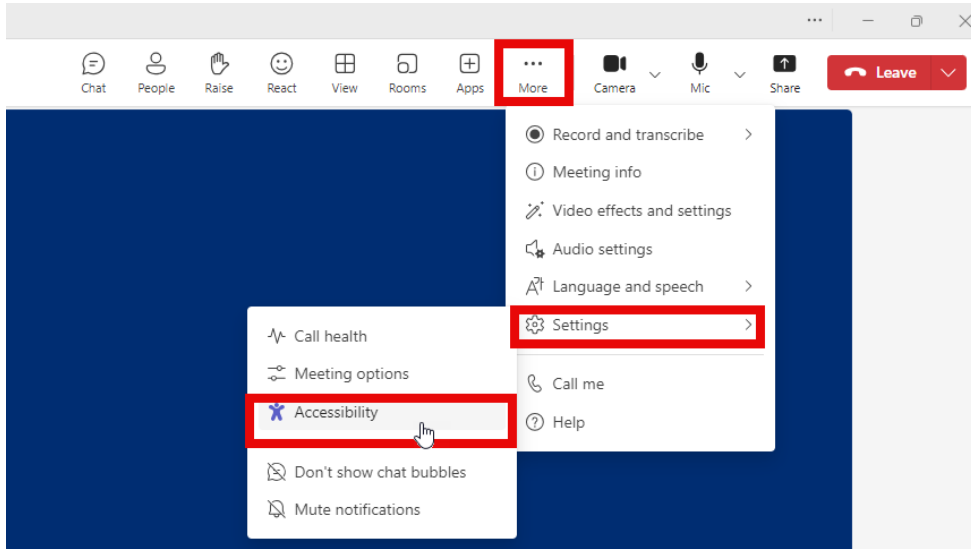 Chat People Raise React View Rooms Apps More Camera Mic Share Leave
Record and transcribe
Meeting info
Video effects and settings
Audio settings
Language and speech
Settings
Call me
Help
Call health
Meeting options
Accessibility
Don't show chat bubbles
Mute notifications